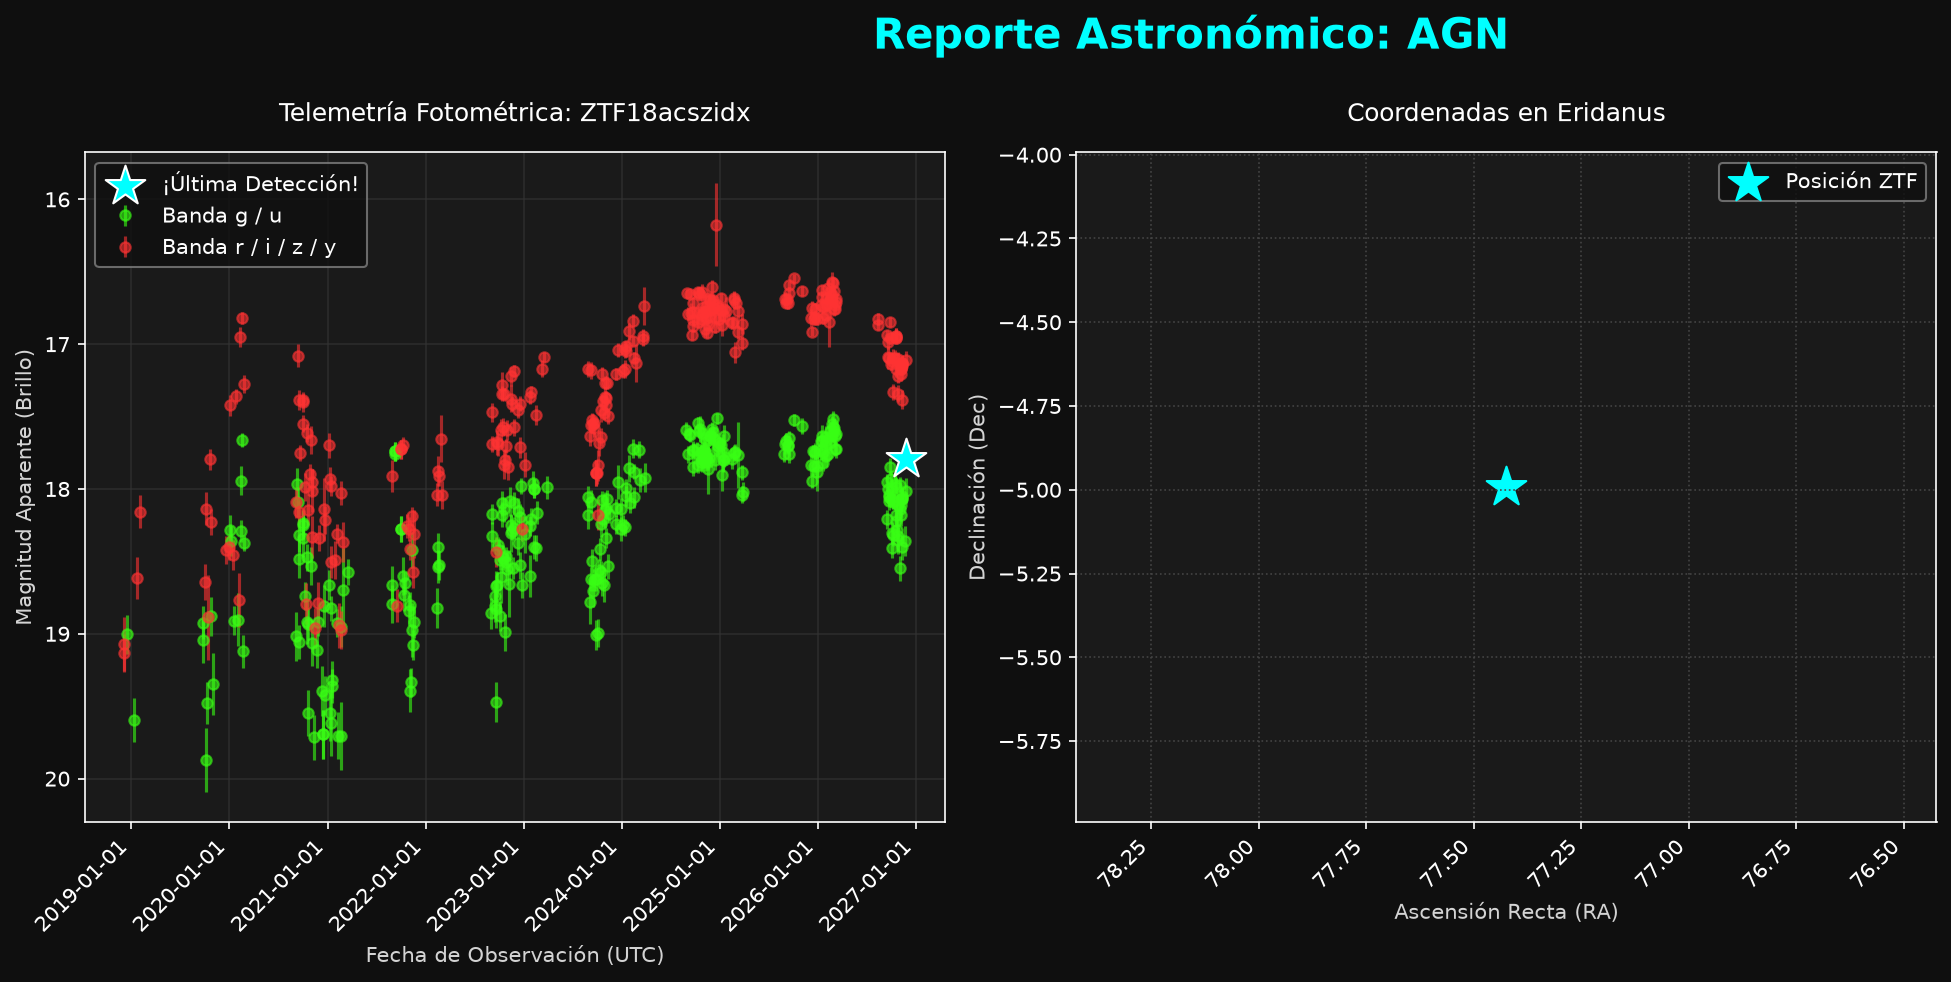 Reporte Astronómico: AGN
Telemetría Fotométrica: ZTF18acszidx
¡Última Detección!
Banda g / u
Banda r / i / z / y
Magnitud Aparente (Brillo)
16
17
18
19
20
2019-01-01
2020-01-01
2021-01-01
2022-01-01
2023-01-01
2024-01-01
2025-01-01
2026-01-01
2027-01-01
Fecha de Observación (UTC)
Coordenadas en Eridanus
Posición ZTF
Declinación (Dec)
−4.00
−4.25
−4.50
−4.75
−5.00
−5.25
−5.50
−5.75
78.25
78.00
77.75
77.50
77.25
77.00
76.75
76.50
Ascensión Recta (RA)